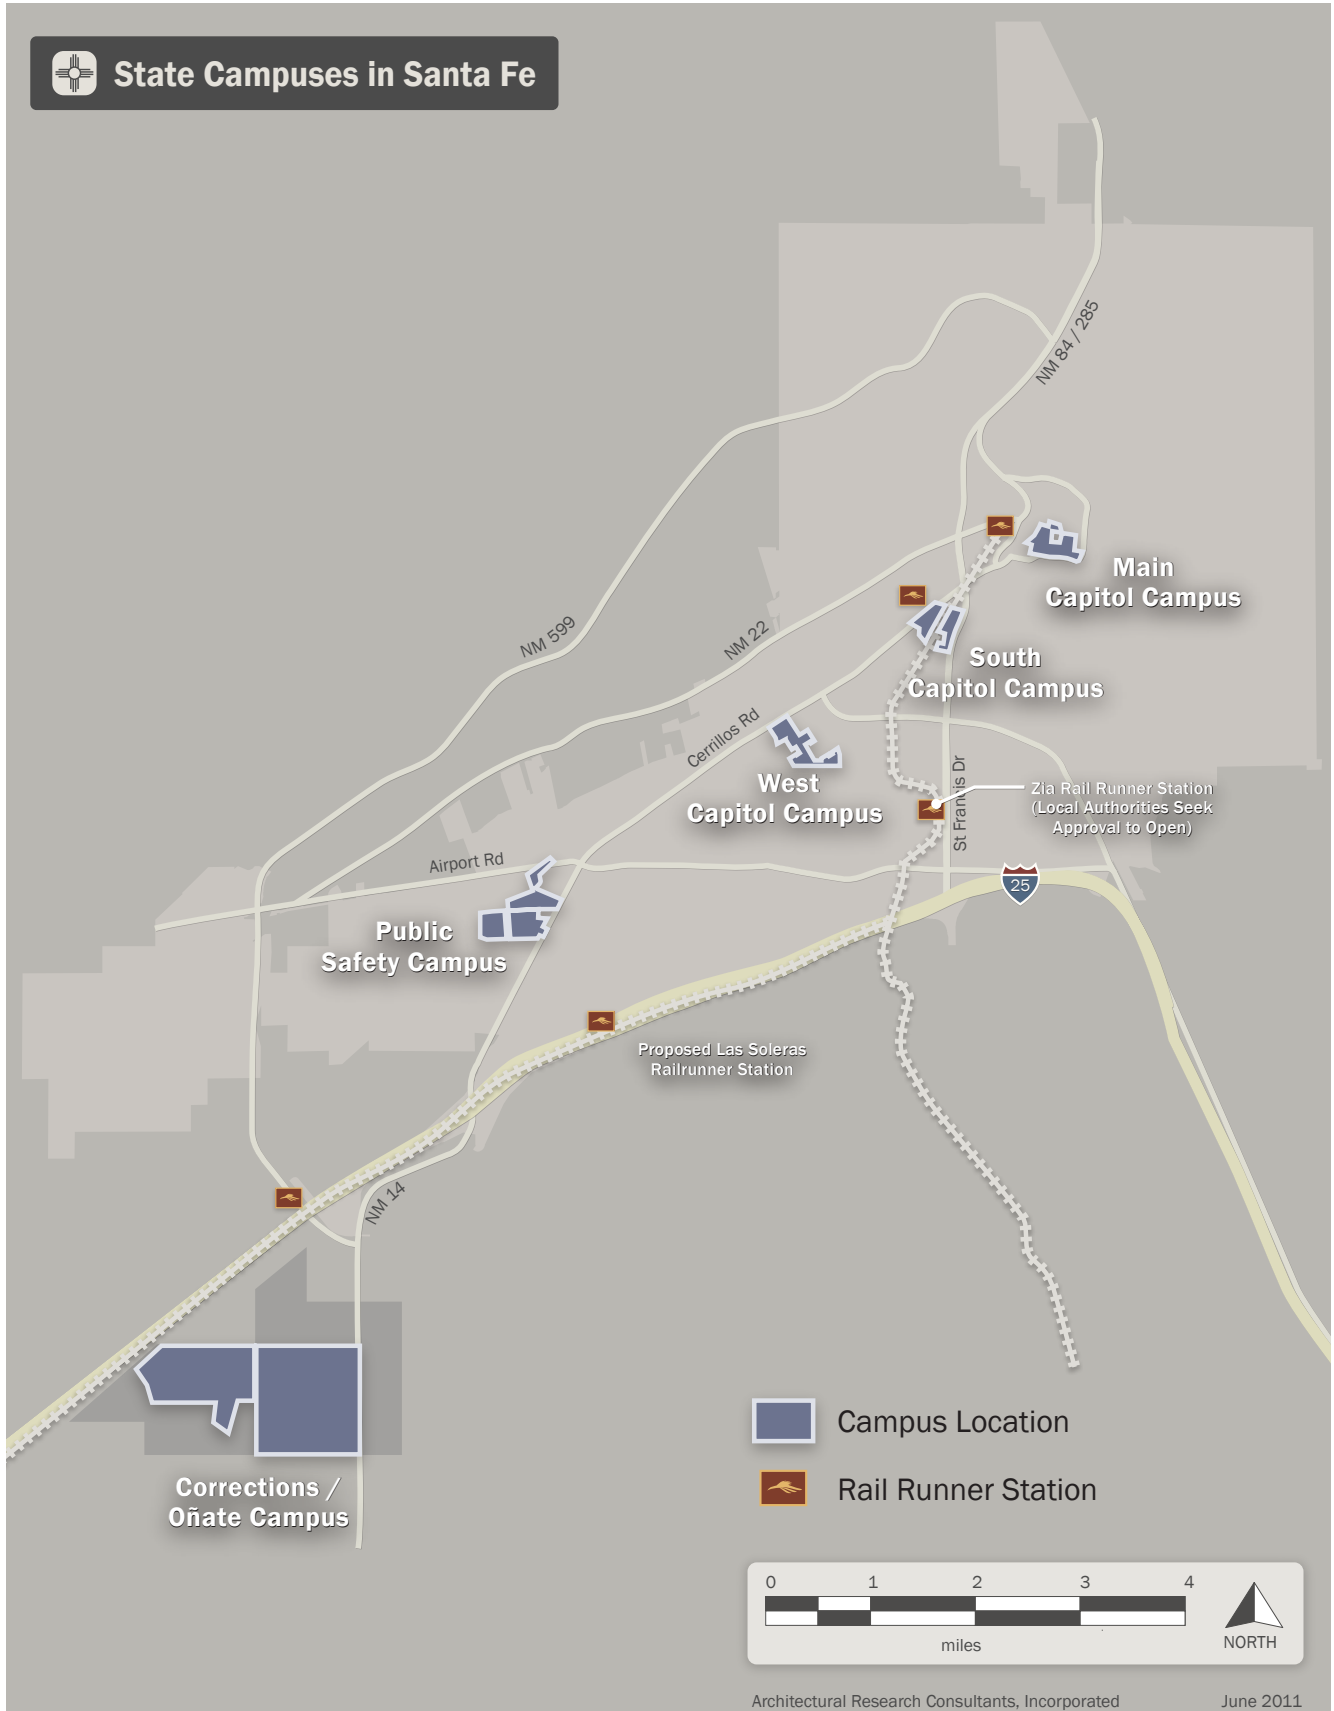 State Campuses in Santa Fe
NM 84 / 285
Main
Capitol Campus
NM 599
NM 22
South
Capitol Campus
Cerrillos Rd
West
Capitol Campus
St Francis Dr
Zia Rail Runner Station
(Local Authorities Seek
Approval to Open)
Airport Rd
25
Public
Safety Campus
Proposed Las Soleras
Railrunner Station
NM 14
Corrections /
Oñate Campus
Campus Location
Rail Runner Station
0 1 2 3 4
miles
NORTH
Architectural Research Consultants, Incorporated
June 2011